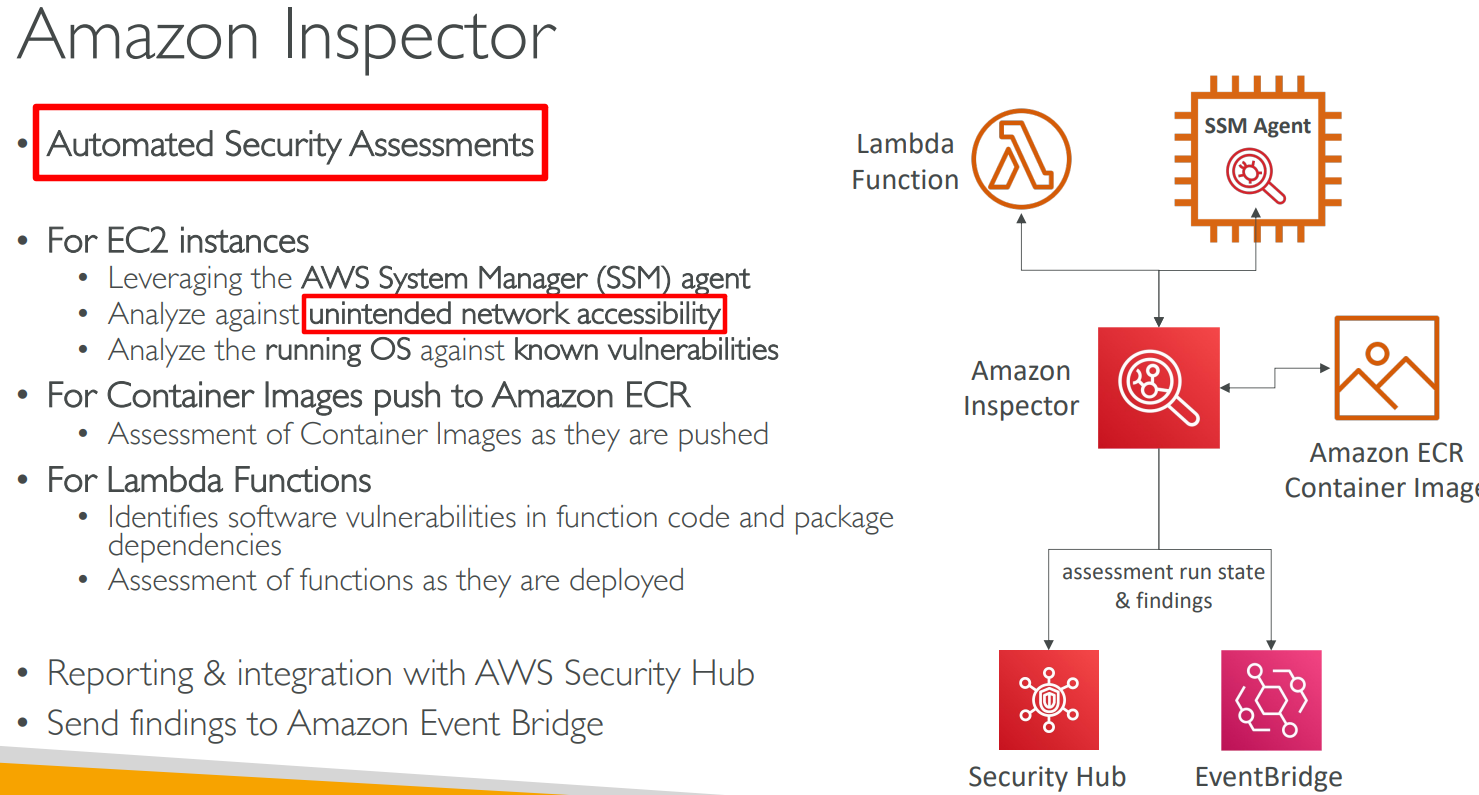 Amazon Inspector
• Automated Security Assessments
• For EC2 instances
• Leveraging the AWS System Manager (SSM) agent
• Analyze against unintended network accessibility
• Analyze the running OS against known vulnerabilities
• For Container Images push to Amazon ECR
• Assessment of Container Images as they are pushed
• For Lambda Functions
• Identifies software vulnerabilities in function code and package
dependencies
• Assessment of functions as they are deployed
• Reporting & integration with AWS Security Hub
• Send findings to Amazon Event Bridge
Lambda
Function
SSM Agent
Amazon
Inspector
Amazon ECR
Container Image
assessment run state
& findings
Security Hub
EventBridge